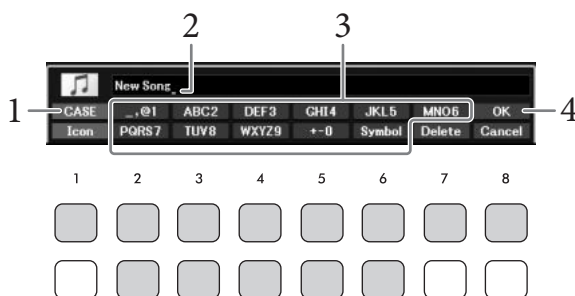 2 3
New Song_
1 CASE _,@1 ABC2 DEF3 GHI4 JKL5 MNO6 OK 4
Icon PQRS7 TUV8 WXYZ9 +-0 Symbol Delete Cancel
1 2 3 4 5 6 7 8